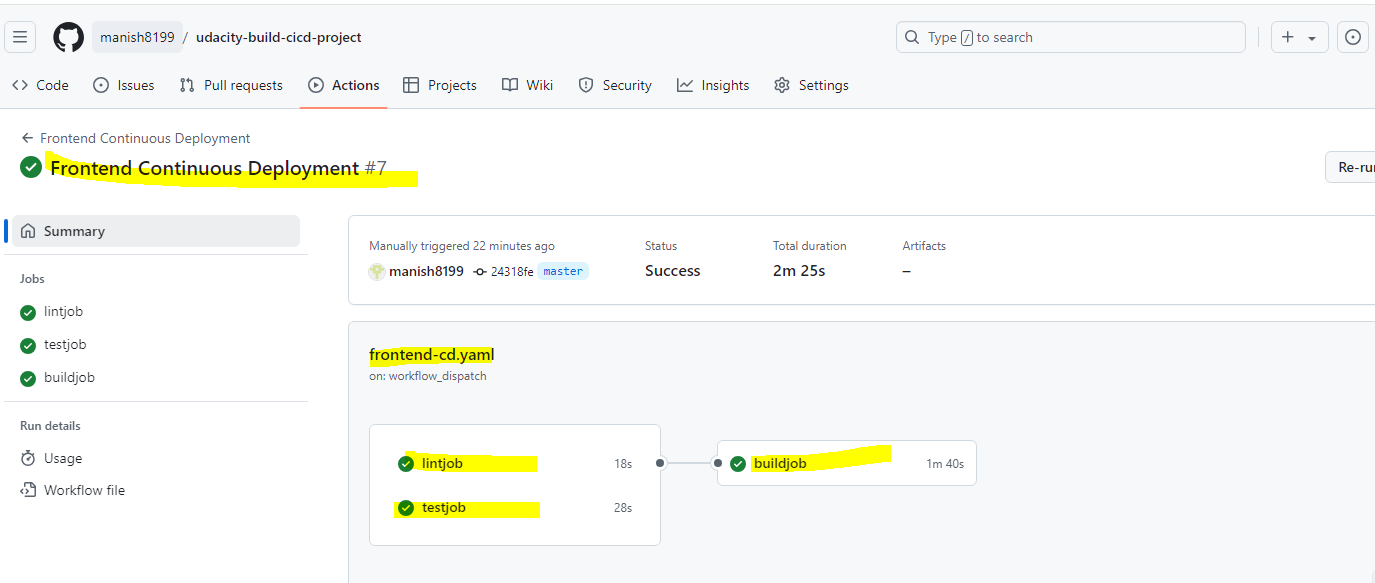 manish8199 / udacity-build-cicd-project
Type / to search
Code Issues Pull requests Actions Projects Wiki Security Insights Settings
Frontend Continuous Deployment
Frontend Continuous Deployment #7
Re-ru
Summary
Jobs
lintjob
testjob
buildjob
Run details
Usage
Workflow file
Manually triggered 22 minutes ago
manish8199 24318fe master
Status
Success
Total duration
2m 25s
Artifacts
–
frontend-cd.yaml
on: workflow_dispatch
lintjob 18s
testjob 28s
buildjob 1m 40s